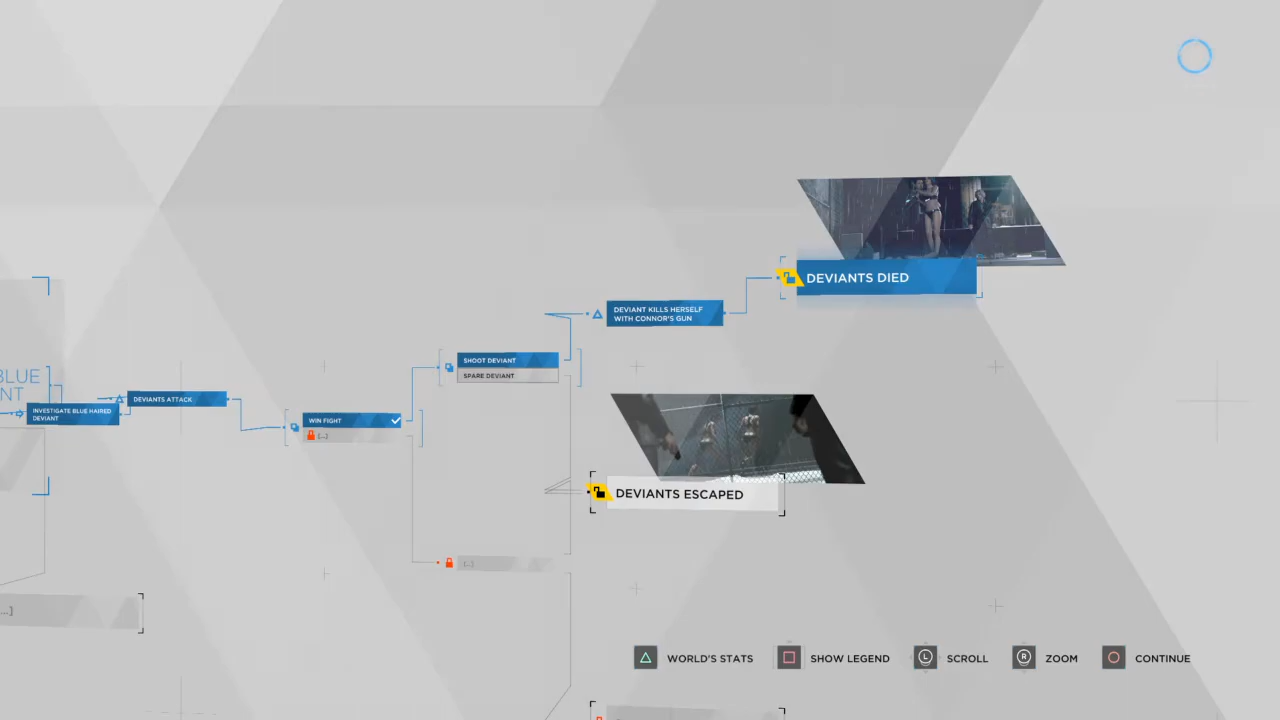 DEVIANTS DIED
DEVIANT KILLS HERSELF
WITH CONNOR'S GUN
SHOOT DEVIANT
SPARE DEVIANT
BLUE
NT
INVESTIGATE BLUE HAIRED
DEVIANT
DEVIANTS ATTACK
WIN FIGHT
[...]
DEVIANTS ESCAPED
[...]
...]
WORLD'S STATS
SHOW LEGEND
L
SCROLL
R
ZOOM
CONTINUE